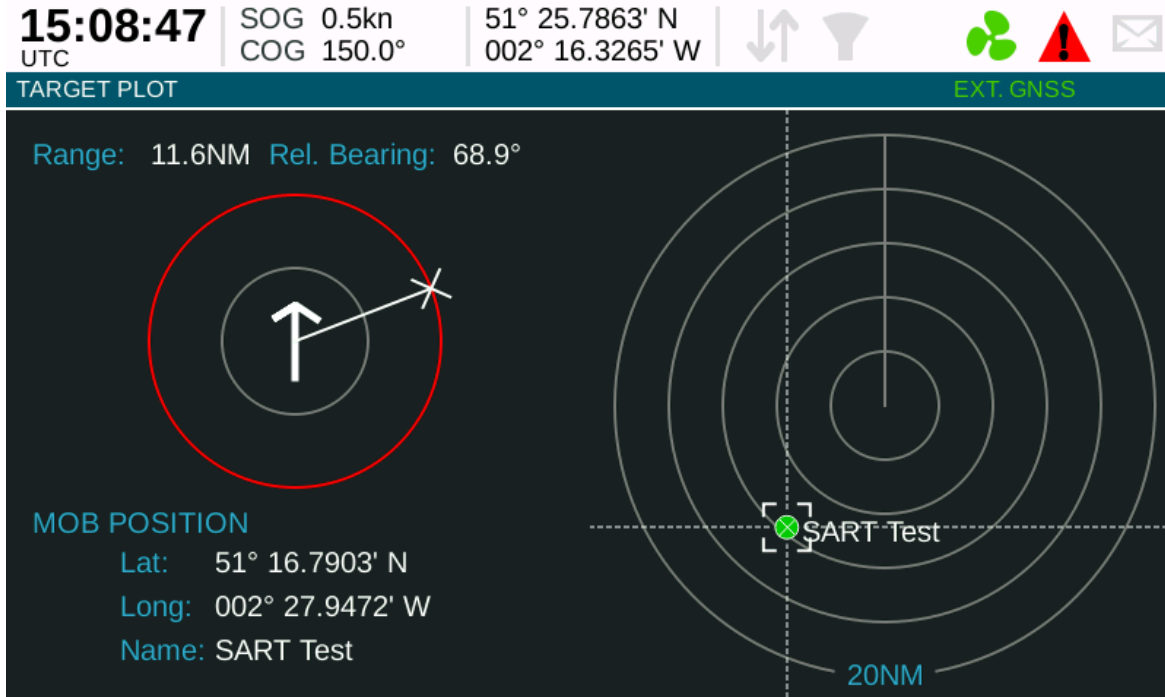 15:08:47
UTC
SOG 0.5kn
COG 150.0°
51° 25.7863' N
002° 16.3265' W
TARGET PLOT
EXT. GNSS
Range: 11.6NM Rel. Bearing: 68.9°
SART Test
MOB POSITION
Lat: 51° 16.7903' N
Long: 002° 27.9472' W
Name: SART Test
20NM